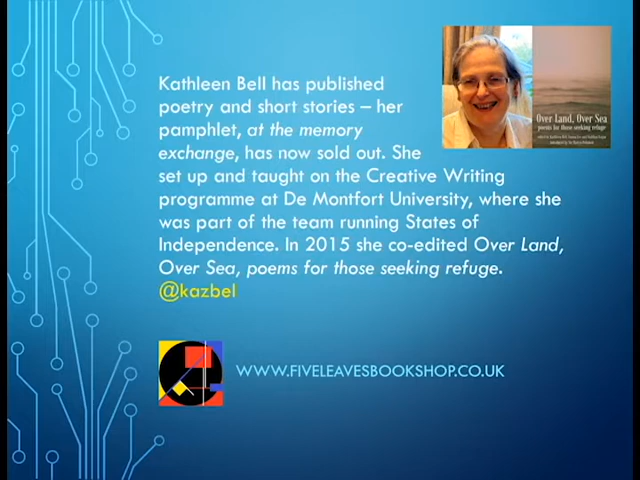 Kathleen Bell has published
poetry and short stories – her
pamphlet, at the memory
exchange, has now sold out. She
set up and taught on the Creative Writing
programme at De Montfort University, where she
was part of the team running States of
Independence. In 2015 she co-edited Over Land,
Over Sea, poems for those seeking refuge.
@kazbel
Over Land, Over Sea
poems for those seeking refuge
WWW.FIVELEAVESBOOKSHOP.CO.UK